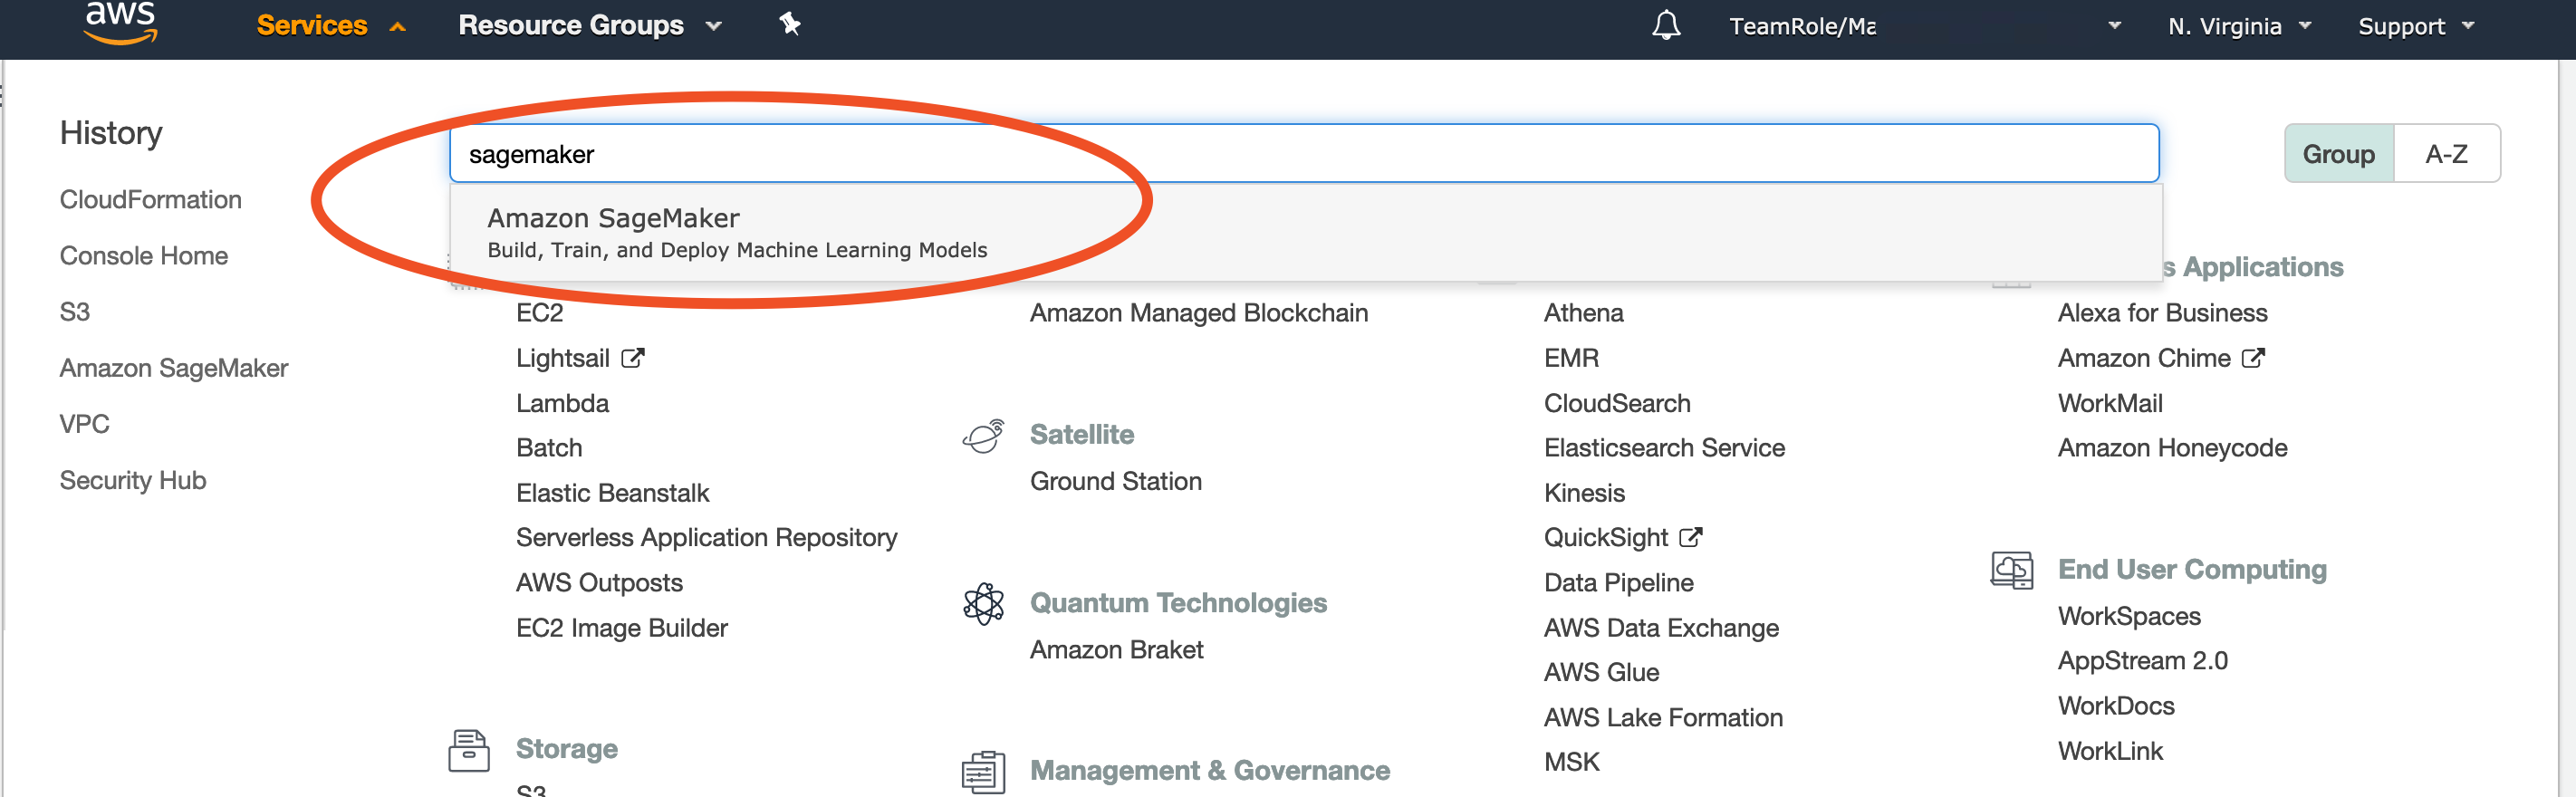 aws
Services
Resource Groups
TeamRole/Ma
N. Virginia
Support
History
CloudFormation
Console Home
S3
Amazon SageMaker
VPC
Security Hub
sagemaker
Amazon SageMaker
Build, Train, and Deploy Machine Learning Models
Group
A-Z
EC2
Lightsail
Lambda
Batch
Elastic Beanstalk
Serverless Application Repository
AWS Outposts
EC2 Image Builder
Storage
S3
Amazon Managed Blockchain
Satellite
Ground Station
Quantum Technologies
Amazon Braket
Management & Governance
Athena
EMR
CloudSearch
Elasticsearch Service
Kinesis
QuickSight
Data Pipeline
AWS Data Exchange
AWS Glue
AWS Lake Formation
MSK
s Applications
Alexa for Business
Amazon Chime
WorkMail
Amazon Honeycode
End User Computing
WorkSpaces
AppStream 2.0
WorkDocs
WorkLink